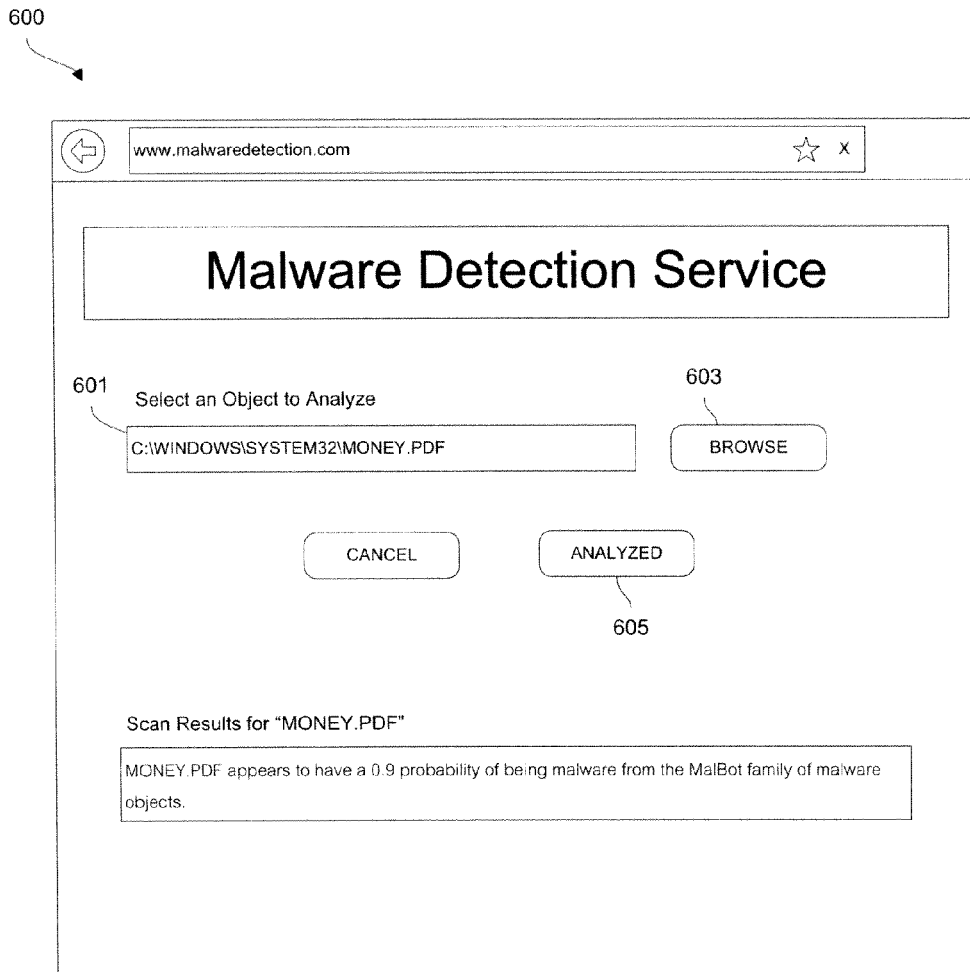 600
www.malwaredetection.com X
Malware Detection Service
601
Select an Object to Analyze
603
C:\WINDOWS\SYSTEM32\MONEY.PDF
BROWSE
CANCEL
ANALYZED
605
Scan Results for “MONEY.PDF”
MONEY.PDF appears to have a 0.9 probability of being malware from the MalBot family of malware
objects.